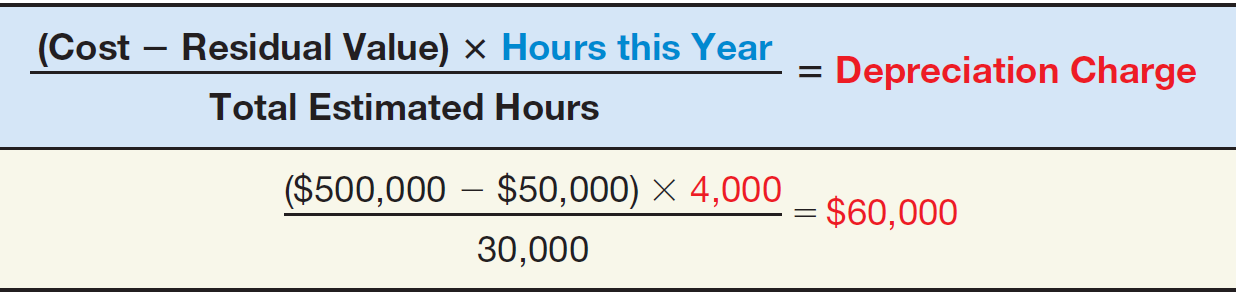 (Cost − Residual Value) × Hours this Year
Total Estimated Hours
= Depreciation Charge
($500,000 − $50,000) × 4,000
30,000
= $60,000